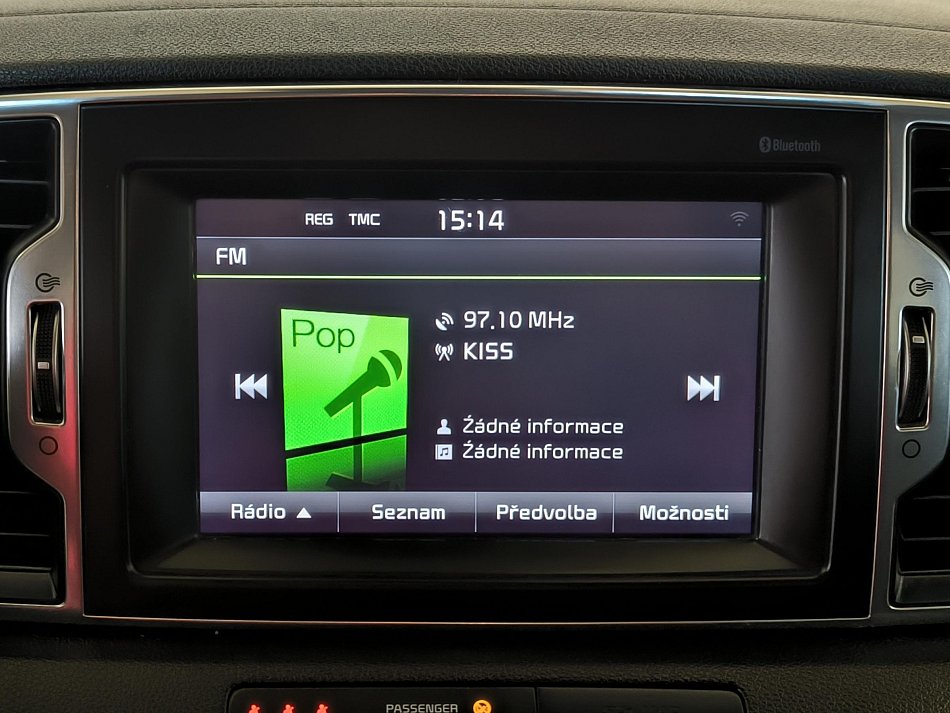 Bluetooth
REG TMC 15:14
FM
Pop
97.10 MHz
KISS
Žádné informace
Žádné informace
Rádio Seznam Předvolba Možnosti
PASSENGER